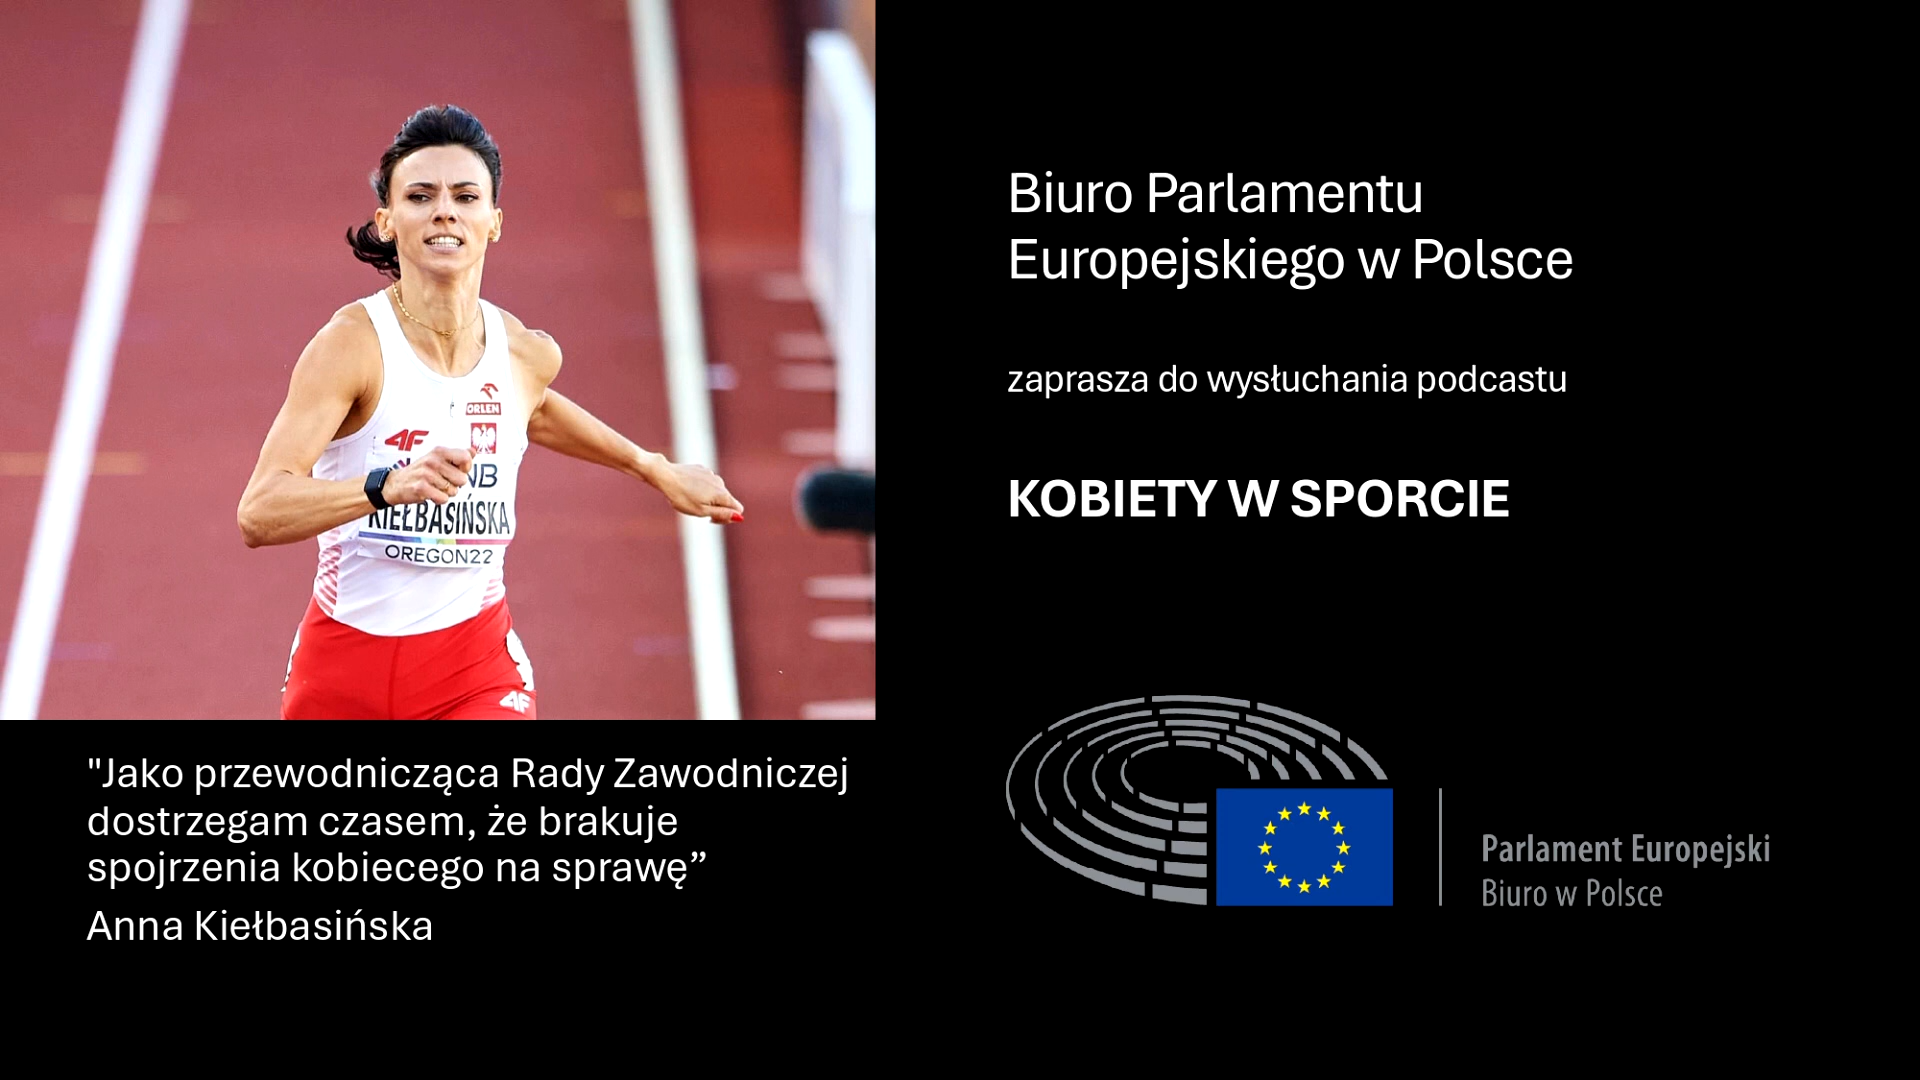 ORLEN
4F
NB
KIEŁBASIŃSKA
OREGON22
4F
"Jako przewodnicząca Rady Zawodniczej
dostrzegam czasem, że brakuje
spojrzenia kobiecego na sprawę”
Anna Kiełbasińska
Biuro Parlamentu
Europejskiego w Polsce
zaprasza do wysłuchania podcastu
KOBIETY W SPORCIE
Parlament Europejski
Biuro w Polsce